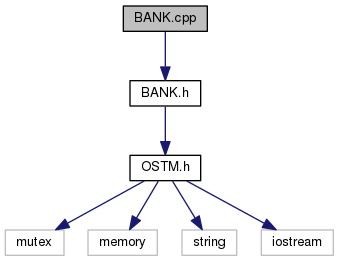 BANK.cpp
BANK.h
OSTM.h
mutex
memory
string
iostream